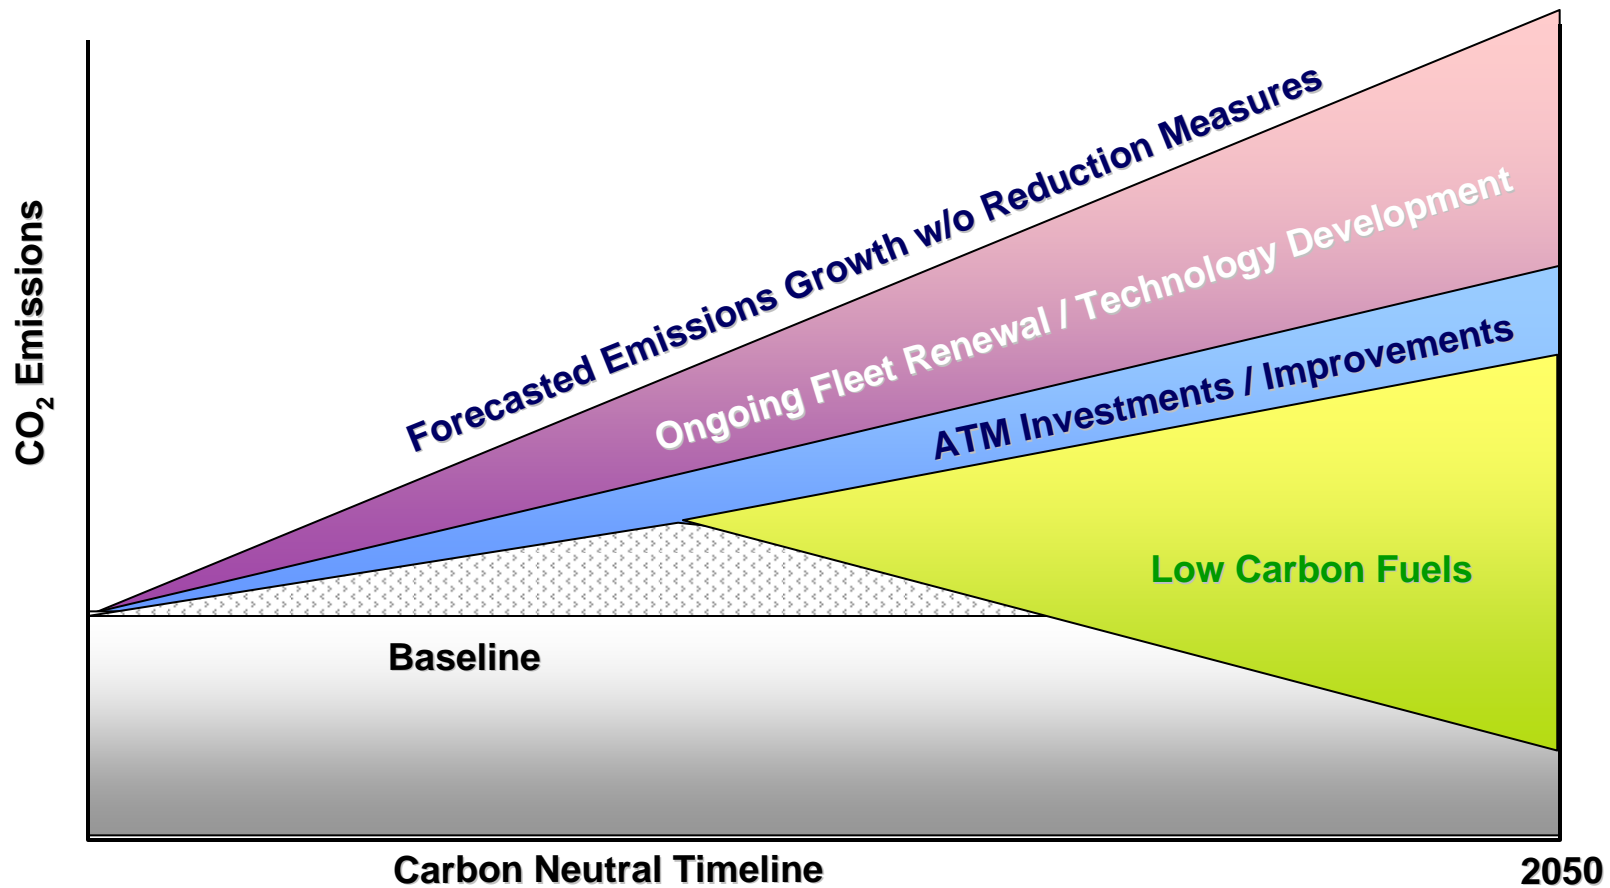 Forecasted Emissions Growth w/o Reduction Measures
Ongoing Fleet Renewal / Technology Development
ATM Investments / Improvements
Low Carbon Fuels
Baseline
CO₂ Emissions
Carbon Neutral Timeline
2050